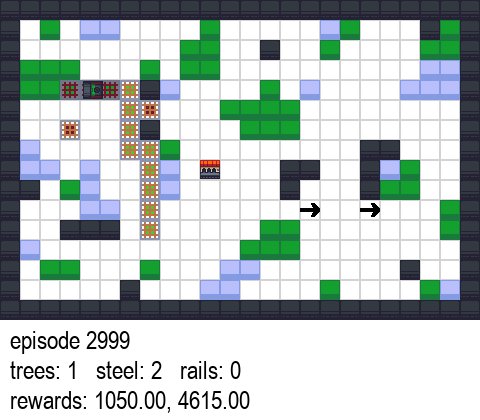 episode 2999
trees: 1 steel: 2 rails: 0
rewards: 1050.00, 4615.00